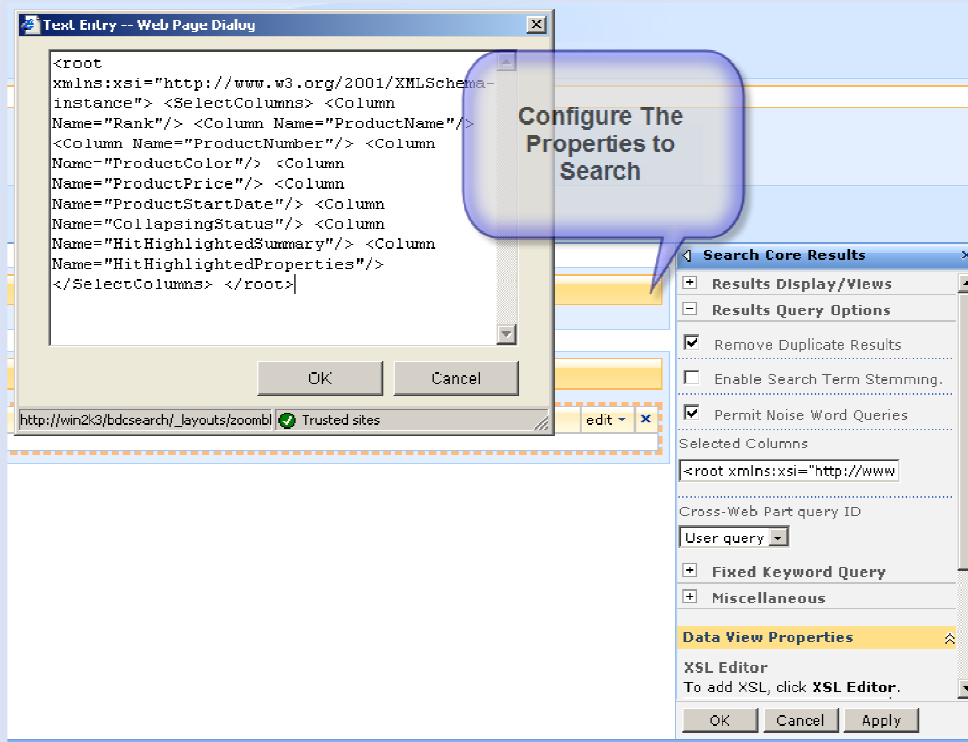 Text Entry -- Web Page Dialog
<root
xmlns:xsi="http://www.w3.org/2001/XMLSchema-
instance"> <SelectColumns> <Column
Name="Rank"/> <Column Name="ProductName"/>
<Column Name="ProductNumber"/> <Column
Name="ProductColor"/> <Column
Name="ProductPrice"/> <Column
Name="ProductStartDate"/> <Column
Name="CollapsingStatus"/> <Column
Name="HitHighlightedSummary"/> <Column
Name="HitHighlightedProperties"/>
</SelectColumns> </root>
OK Cancel
http://win2k3/bdcsearch/_layouts/zoombl Trusted sites
Configure The
Properties to
Search
edit
Search Core Results
Results Display/Views
Results Query Options
Remove Duplicate Results
Enable Search Term Stemming.
Permit Noise Word Queries
Selected Columns
<root xmlns:xsi="http://www
Cross-Web Part query ID
User query
Fixed Keyword Query
Miscellaneous
Data View Properties
XSL Editor
To add XSL, click XSL Editor.
OK Cancel Apply